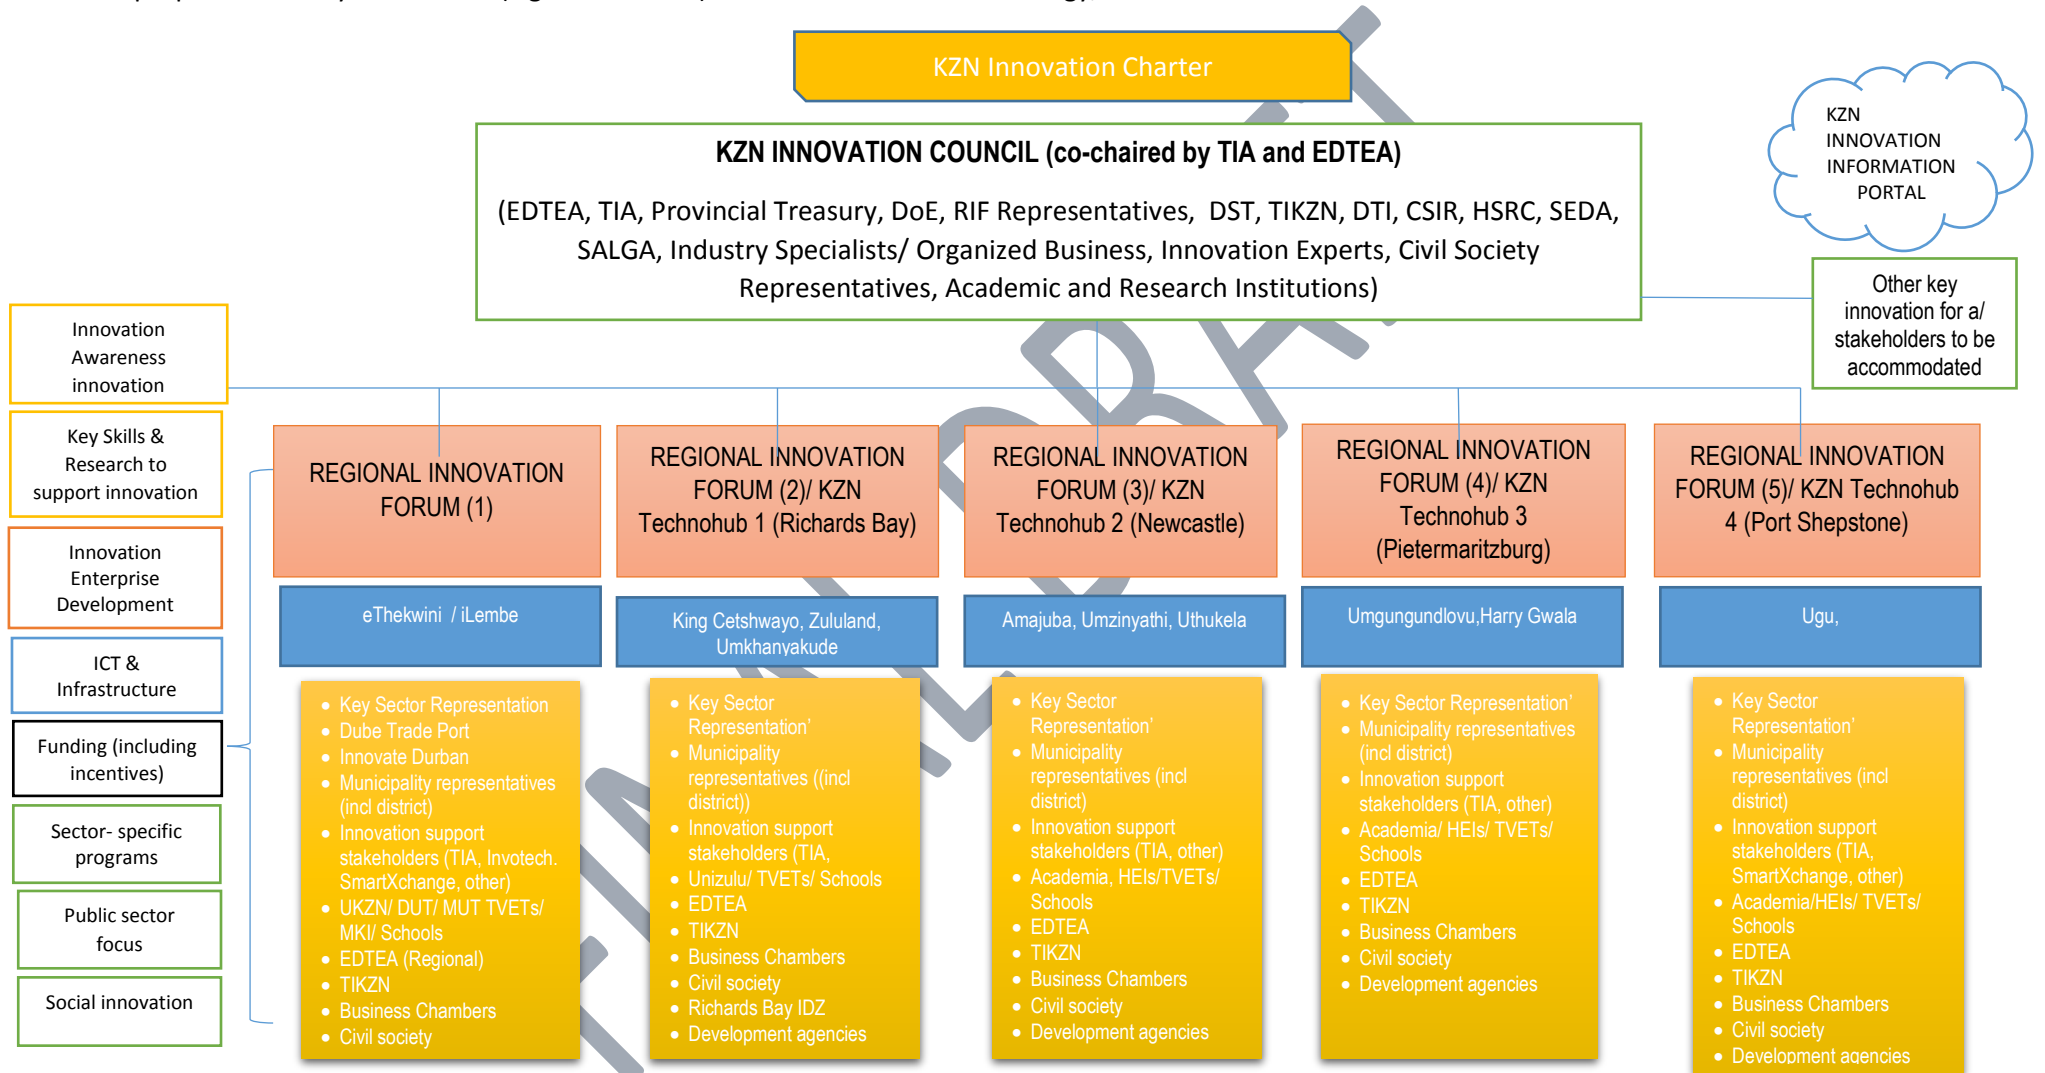 KZN Innovation Charter
KZN
INNOVATION
INFORMATION
PORTAL
KZN INNOVATION COUNCIL (co-chaired by TIA and EDTEA)
(EDTEA, TIA, Provincial Treasury, DoE, RIF Representatives, DST, TIKZN, DTI, CSIR, HSRC, SEDA,
SALGA, Industry Specialists/ Organized Business, Innovation Experts, Civil Society
Representatives, Academic and Research Institutions)
Other key
innovation for a/
stakeholders to be
accommodated
Innovation
Awareness
innovation
Key Skills &
Research to
support innovation
Innovation
Enterprise
Development
ICT &
Infrastructure
Funding (including
incentives)
Sector- specific
programs
Public sector
focus
Social innovation
REGIONAL INNOVATION
FORUM (1)
eThekwini / iLembe
• Key Sector Representation
• Dube Trade Port
• Innovate Durban
• Municipality representatives
(incl district)
• Innovation support
stakeholders (TIA, Invotech.
SmartXchange, other)
• UKZN/ DUT/ MUT TVETs/
MKI/ Schools
• EDTEA (Regional)
• TIKZN
• Business Chambers
• Civil society
REGIONAL INNOVATION
FORUM (2)/ KZN
Technohub 1 (Richards Bay)
King Cetshwayo, Zululand,
Umkhanyakude
• Key Sector
Representation’
• Municipality
representatives ((incl
district))
• Innovation support
stakeholders (TIA,
• Unizulu/ TVETs/ Schools
• EDTEA
• TIKZN
• Business Chambers
• Civil society
• Richards Bay IDZ
• Development agencies
REGIONAL INNOVATION
FORUM (3)/ KZN
Technohub 2 (Newcastle)
Amajuba, Umzinyathi, Uthukela
• Key Sector
Representation’
• Municipality
representatives (incl
district)
• Innovation support
stakeholders (TIA, other)
• Academia, HEIs/TVETs/
Schools
• EDTEA
• TIKZN
• Business Chambers
• Civil society
• Development agencies
REGIONAL INNOVATION
FORUM (4)/ KZN
Technohub 3
(Pietermaritzburg)
Umgungundlovu,Harry Gwala
• Key Sector Representation’
• Municipality representatives
(incl district)
• Innovation support
stakeholders (TIA, other)
• Academia/ HEIs/ TVETs/
Schools
• EDTEA
• TIKZN
• Business Chambers
• Civil society
• Development agencies
REGIONAL INNOVATION
FORUM (5)/ KZN Technohub
4 (Port Shepstone)
Ugu,
• Key Sector
Representation’
• Municipality
representatives (incl
district)
• Innovation support
stakeholders (TIA,
SmartXchange, other)
• Academia/HEIs/ TVETs/
Schools
• EDTEA
• TIKZN
• Business Chambers
• Civil society
• Development agencies